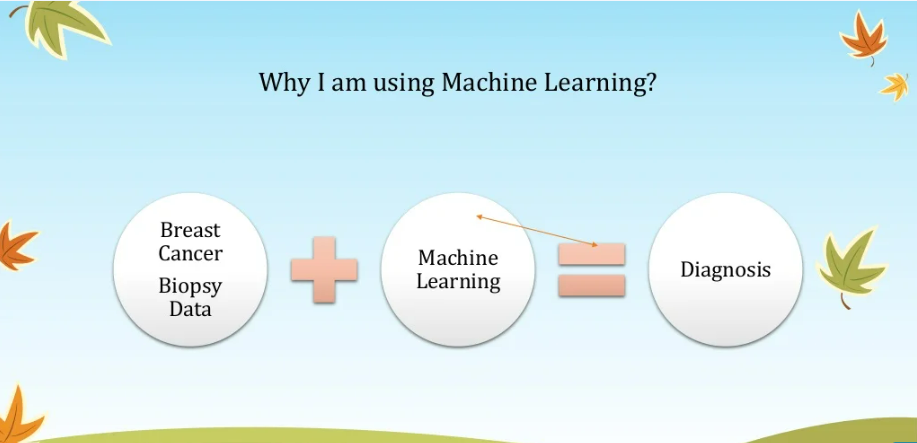 Why I am using Machine Learning?
Breast
Cancer
Biopsy
Data
Machine
Learning
Diagnosis